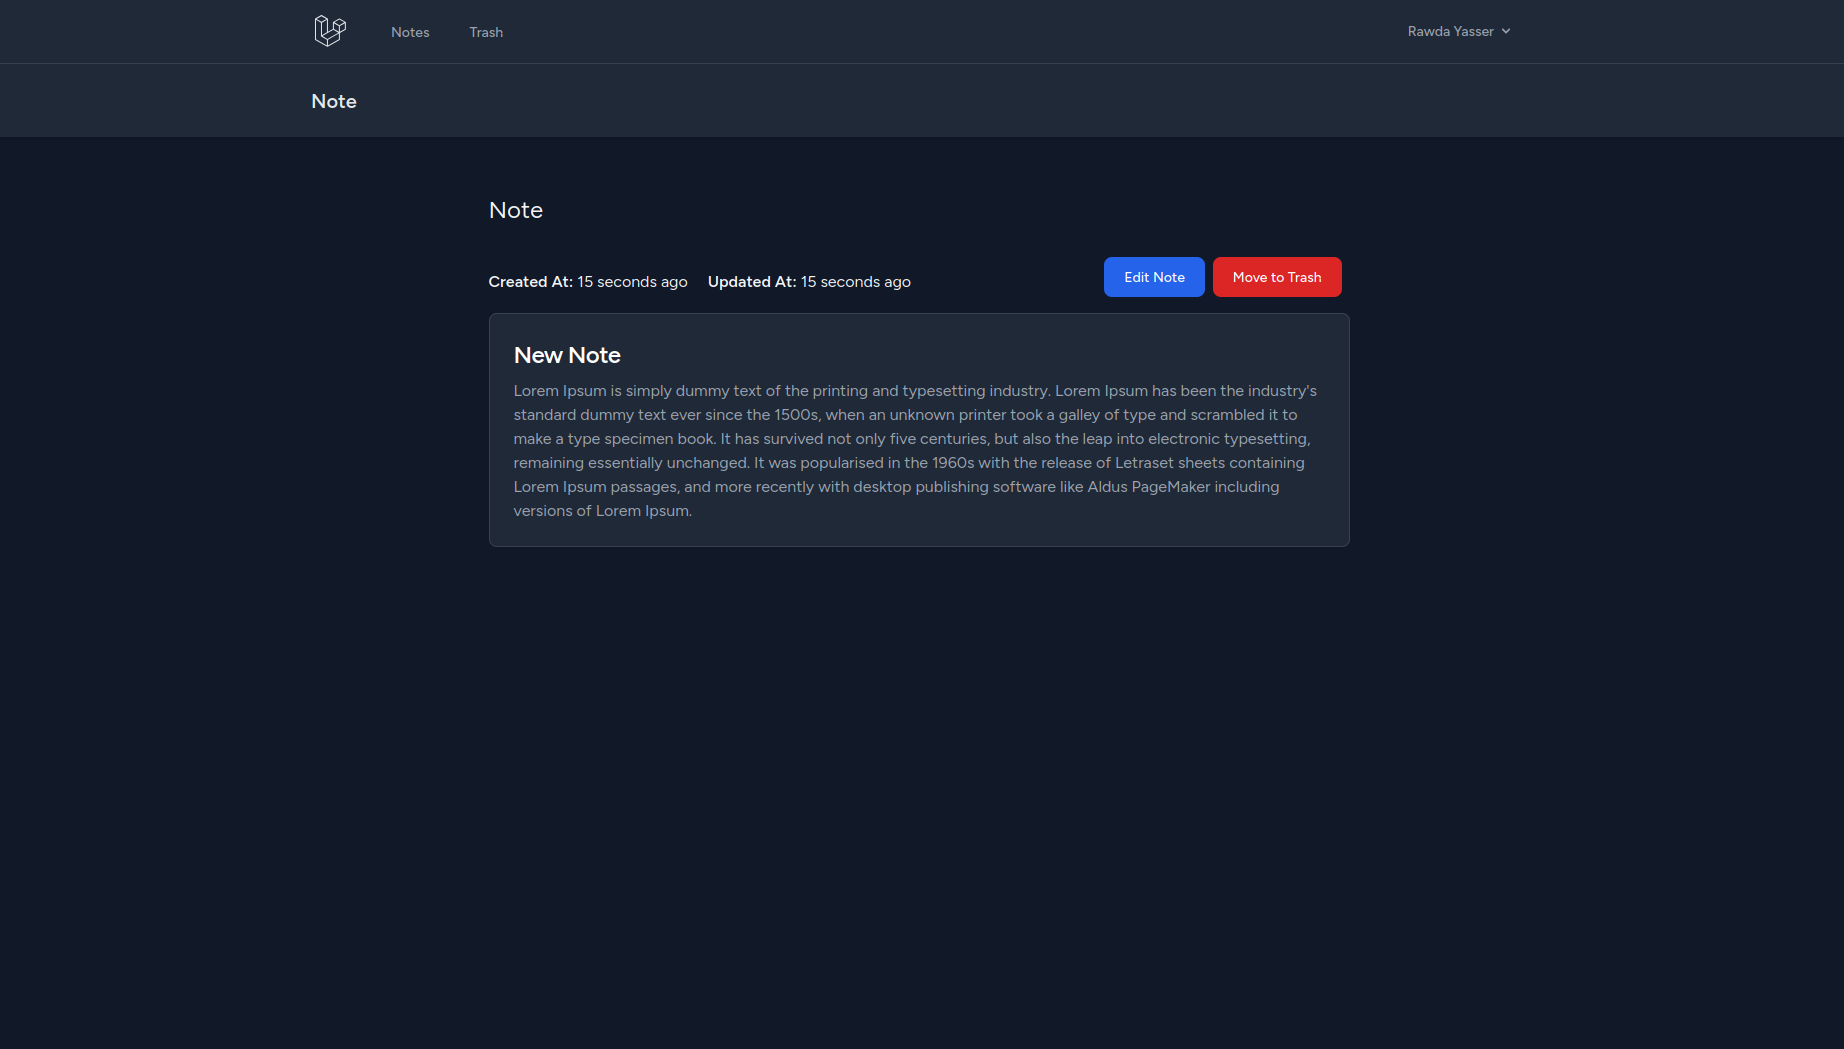 Notes Trash Rawda Yasser
Note
Note
Created At: 15 seconds ago Updated At: 15 seconds ago Edit Note Move to Trash
New Note
Lorem Ipsum is simply dummy text of the printing and typesetting industry. Lorem Ipsum has been the industry's
standard dummy text ever since the 1500s, when an unknown printer took a galley of type and scrambled it to
make a type specimen book. It has survived not only five centuries, but also the leap into electronic typesetting,
remaining essentially unchanged. It was popularised in the 1960s with the release of Letraset sheets containing
Lorem Ipsum passages, and more recently with desktop publishing software like Aldus PageMaker including
versions of Lorem Ipsum.